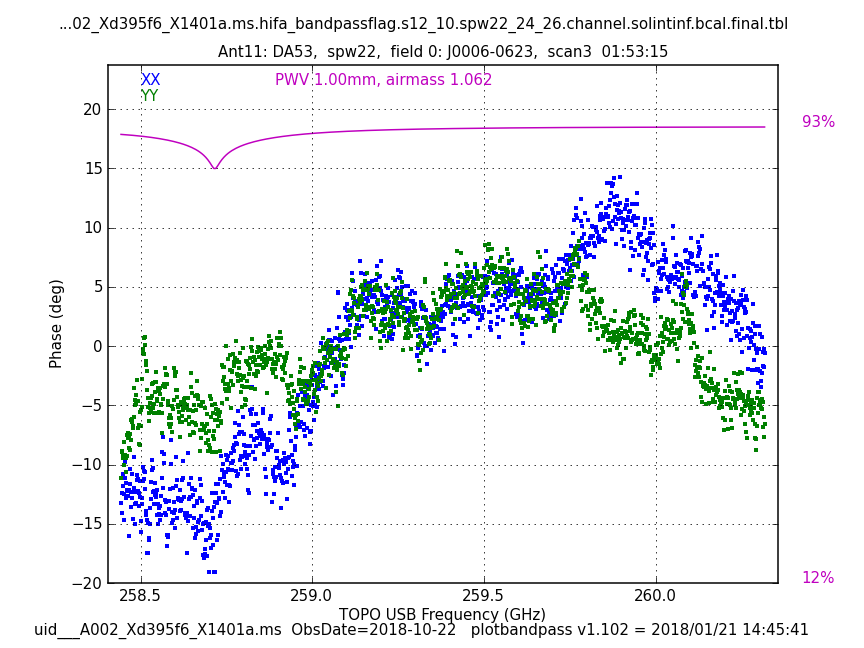 ...02_Xd395f6_X1401a.ms.hifa_bandpassflag.s12_10.spw22_24_26.channel.solintinf.bcal.final.tbl
Ant11: DA53, spw22, field 0: J0006-0623, scan3 01:53:15
XX PWV 1.00mm, airmass 1.062
YY
20
93%
15
10
5
0
−5
−10
−15
−20
12%
Phase (deg)
258.5 259.0 259.5 260.0
TOPO USB Frequency (GHz)
uid___A002_Xd395f6_X1401a.ms ObsDate=2018-10-22 plotbandpass v1.102 = 2018/01/21 14:45:41